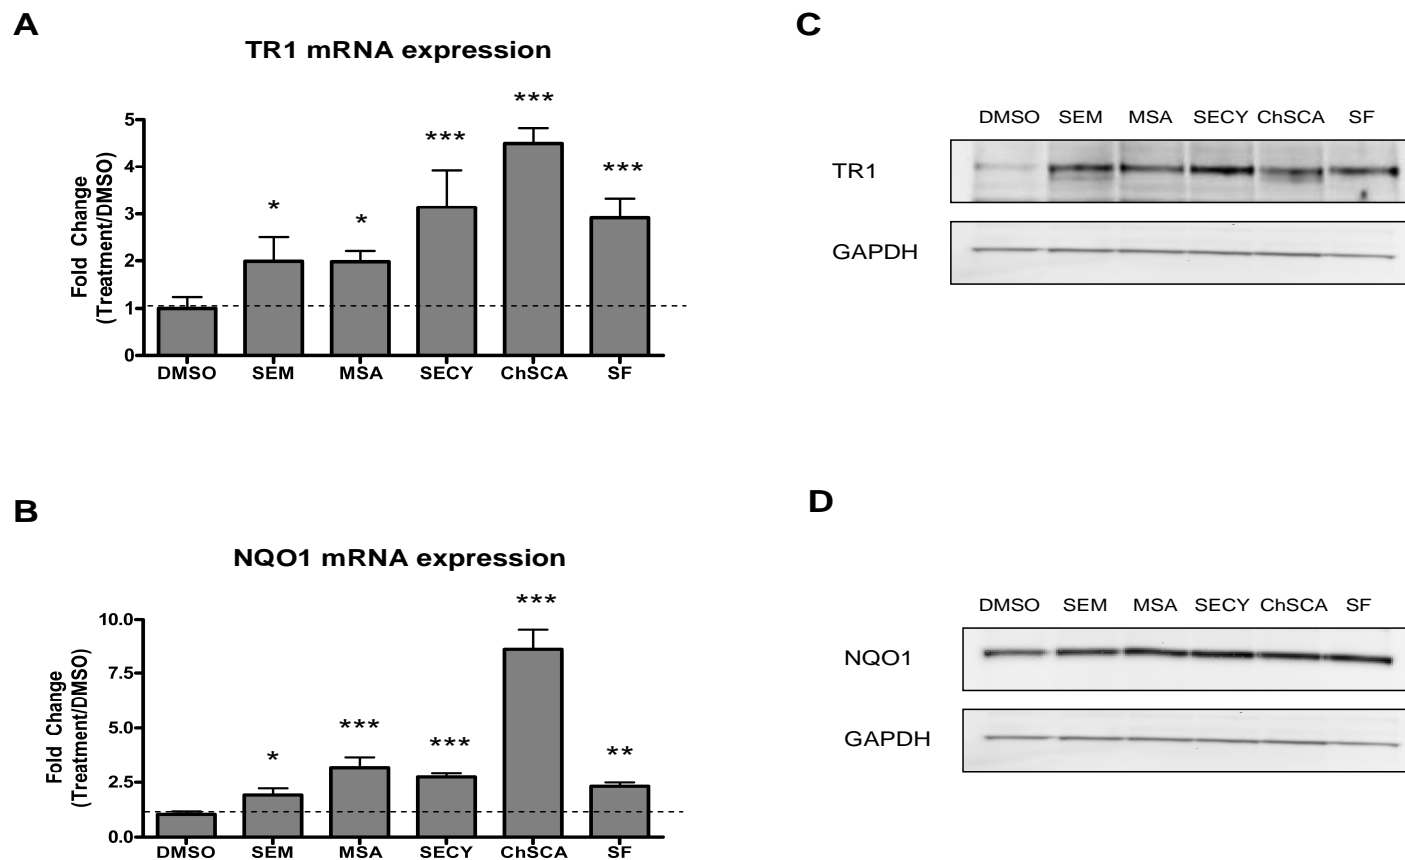 A
TR1 mRNA expression
Fold Change
(Treatment/DMSO)
5
4
3
2
1
0
*
*
***
***
***
DMSO SEM MSA SECY ChSCA SF
B
NQO1 mRNA expression
Fold Change
(Treatment/DMSO)
10.0
7.5
5.0
2.5
0.0
*
***
***
***
**
DMSO SEM MSA SECY ChSCA SF
C
DMSO SEM MSA SECY ChSCA SF
TR1
GAPDH
D
DMSO SEM MSA SECY ChSCA SF
NQO1
GAPDH